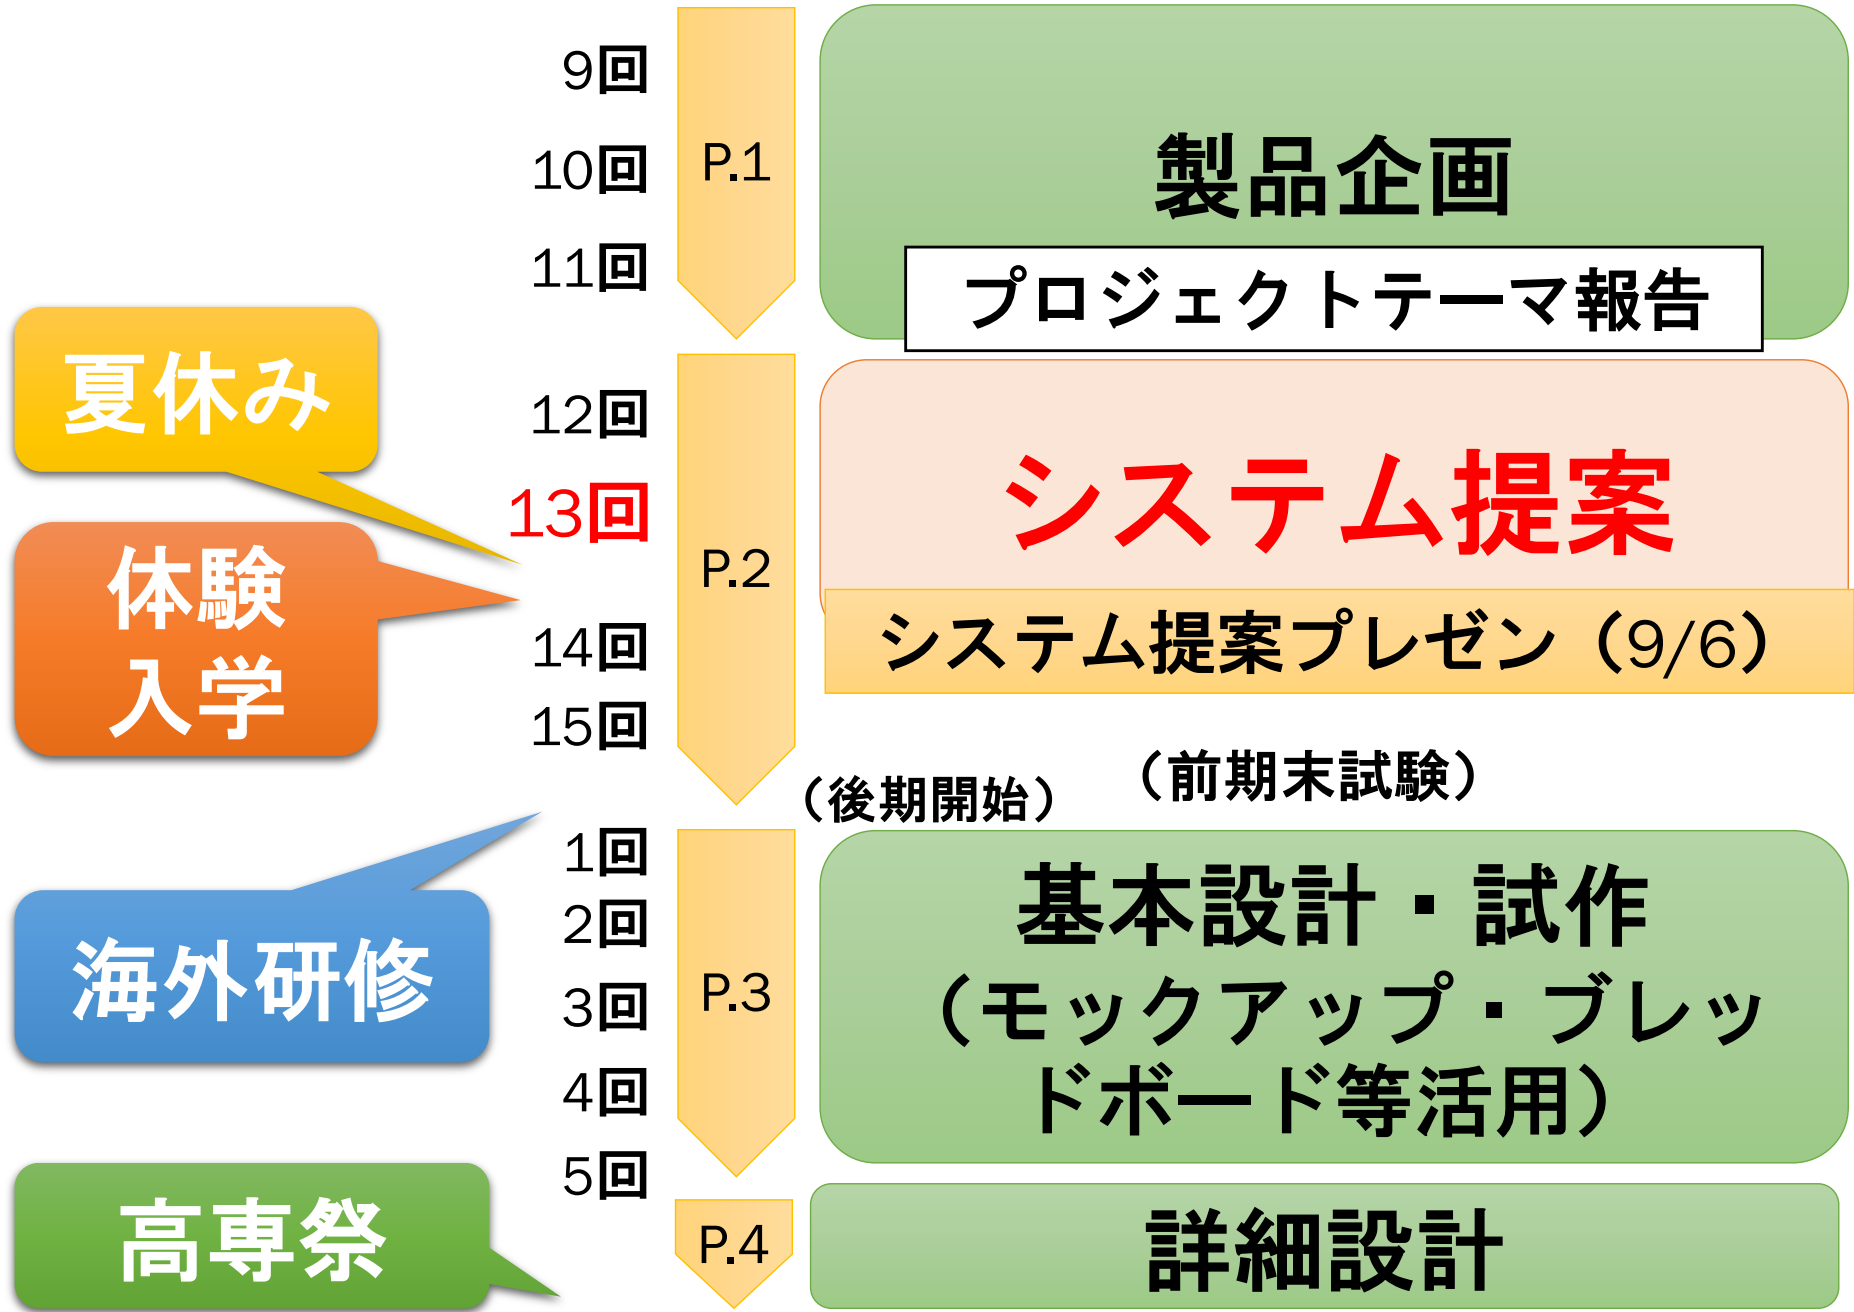 9回
10回
11回
P.1
製品企画
プロジェクトテーマ報告
夏休み
12回
13回
体験
入学
14回
15回
P.2
システム提案
システム提案プレゼン（9/6）
（前期末試験）
（後期開始）
海外研修
1回
2回
3回
4回
5回
P.3
基本設計・試作
（モックアップ・ブレッ
ドボード等活用）
高専祭
P.4
詳細設計